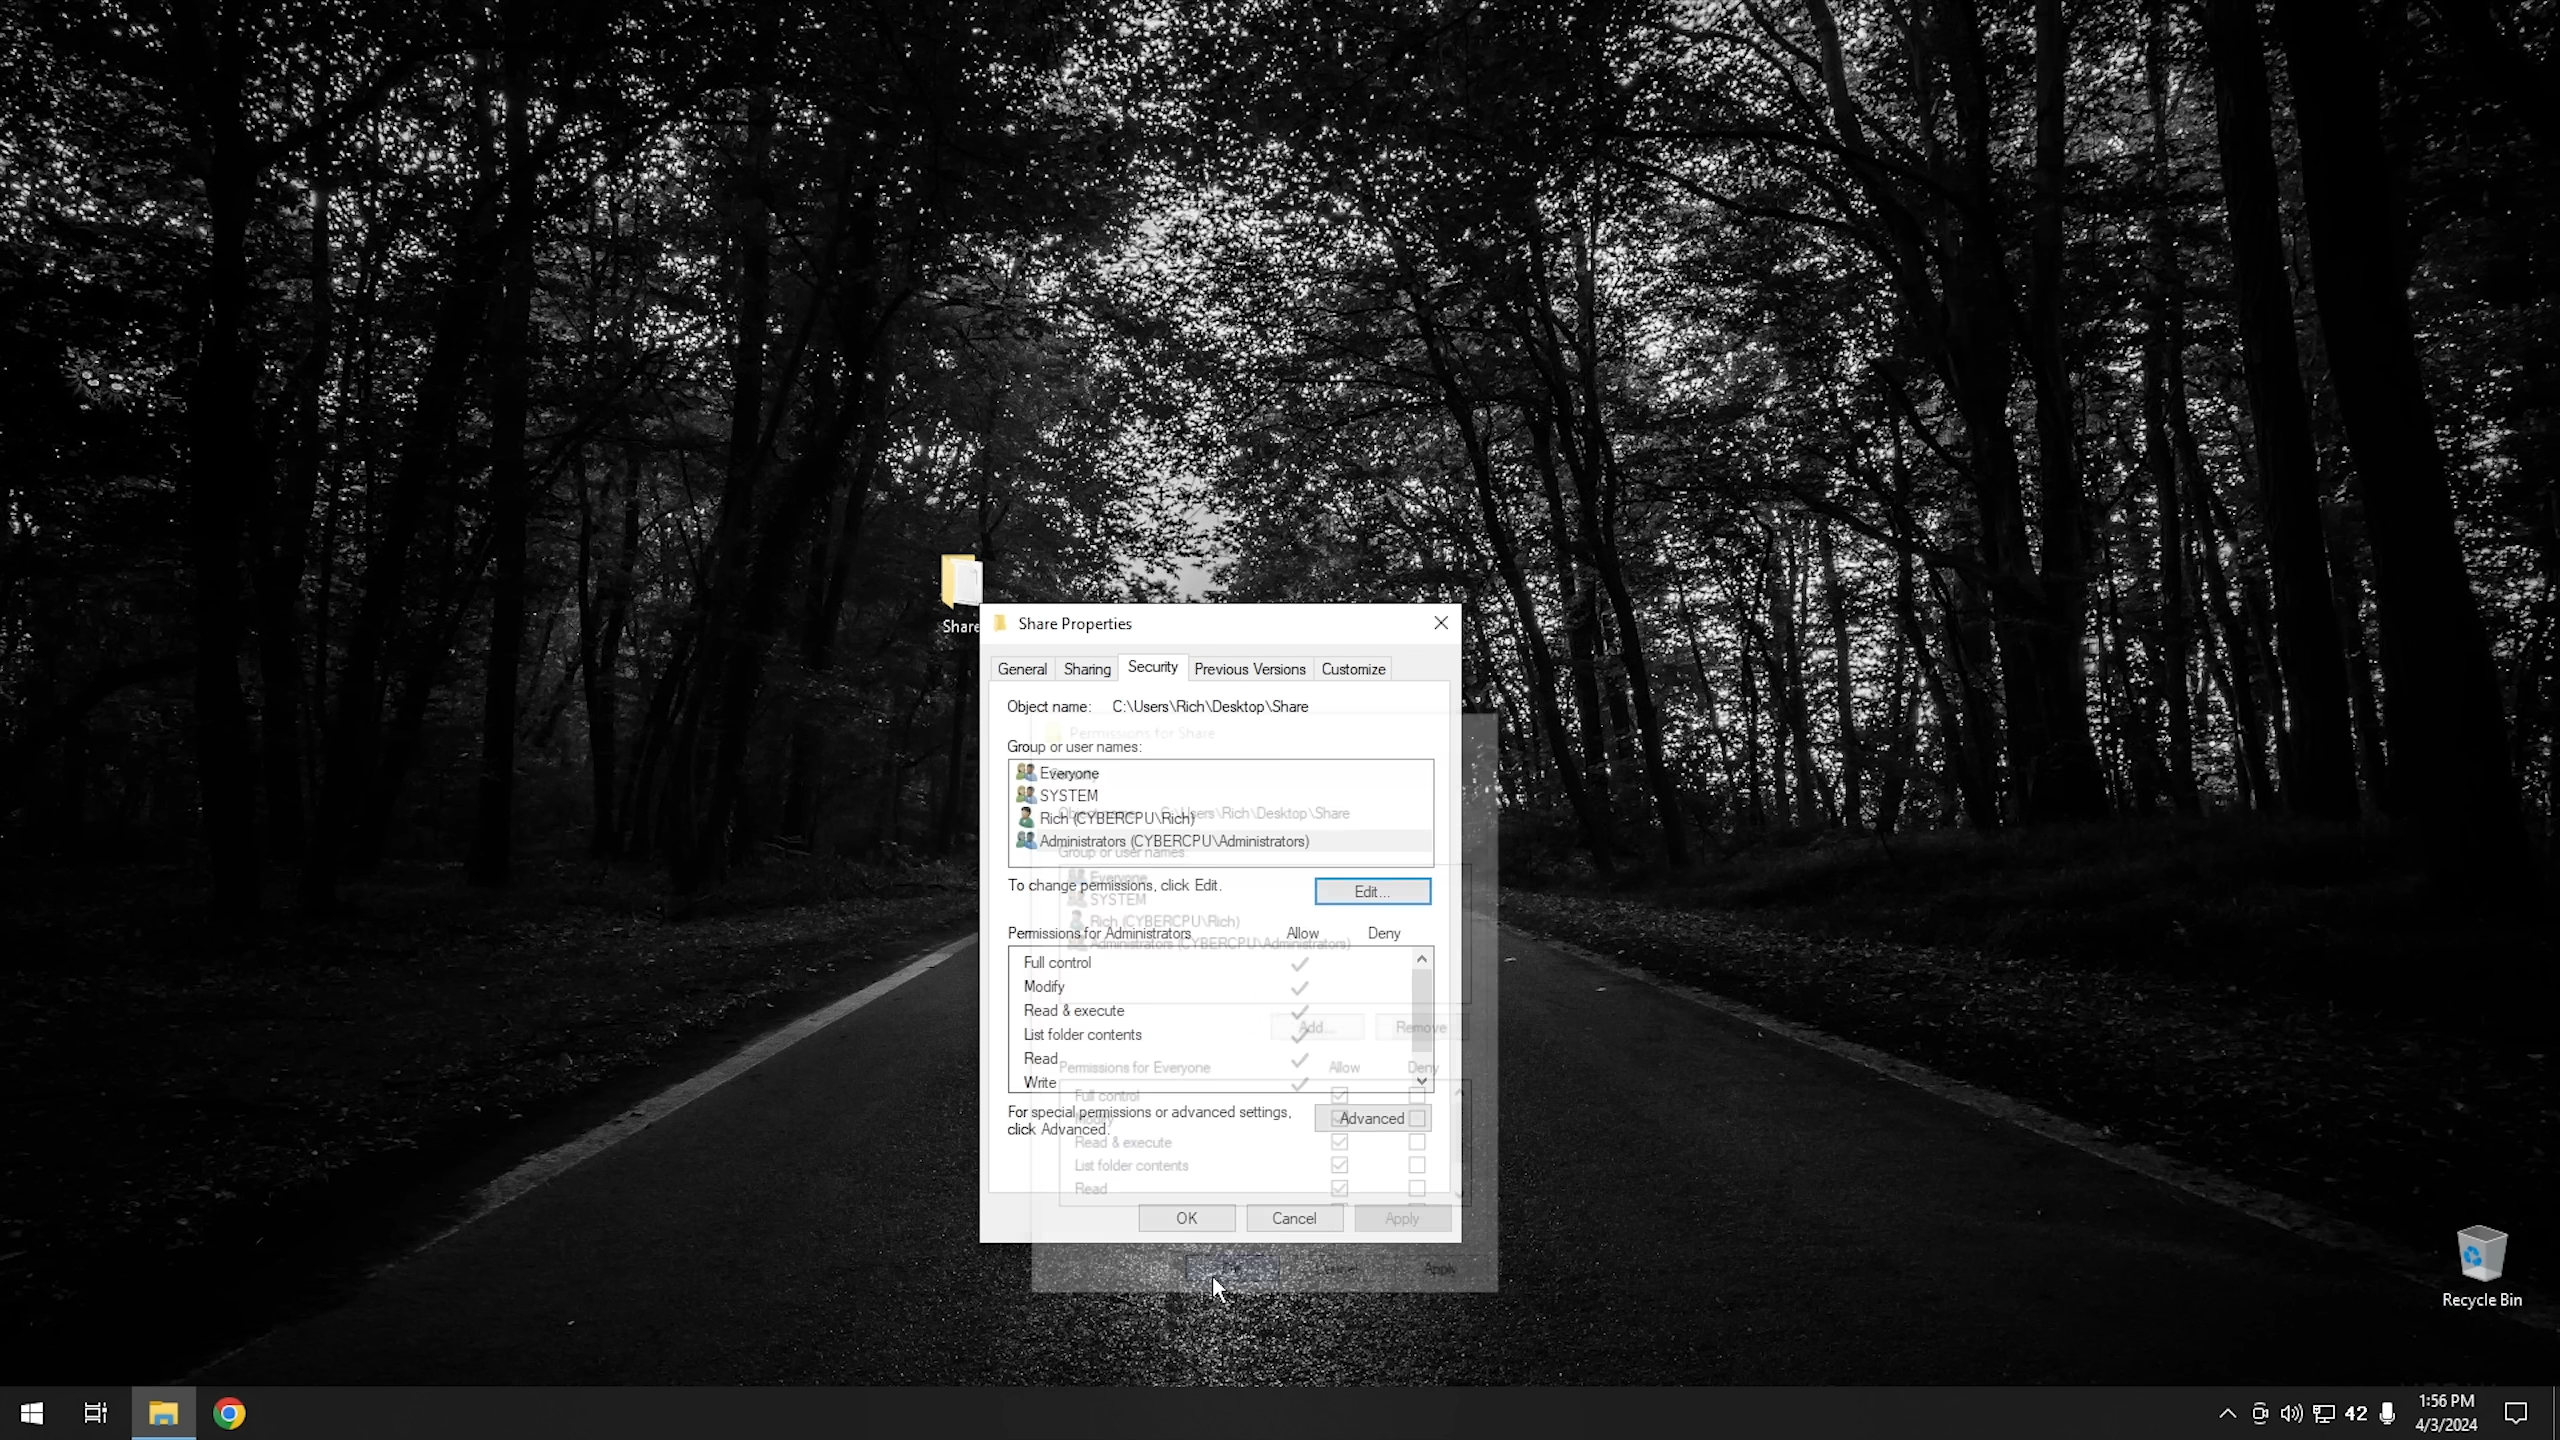 Share
Share Properties
General
Sharing
Security
Previous Versions
Customize
Object name: C:\Users\Rich\Desktop\Share
Permissions for Share
Group or user names:
Everyone
SYSTEM
Object name: C:\Users\Rich\Desktop\Share
Rich (CYBERCPU\Rich)
Administrators (CYBERCPU\Administrators)
Group or user names:
Everyone
To change permissions, click Edit.
Edit...
SYSTEM
Rich (CYBERCPU\Rich)
Permissions for Administrators Allow Deny
Administrators (CYBERCPU\Administrators)
Full control
Modify
Read & execute
Add... Remove
List folder contents
Read
Permissions for Everyone Allow Deny
Write
Full control
For special permissions or advanced settings,
click Advanced.
Advanced
Read & execute
List folder contents
Read
OK
Cancel
Apply
Cancel
Apply
Recycle Bin
42
1:56 PM
4/3/2024